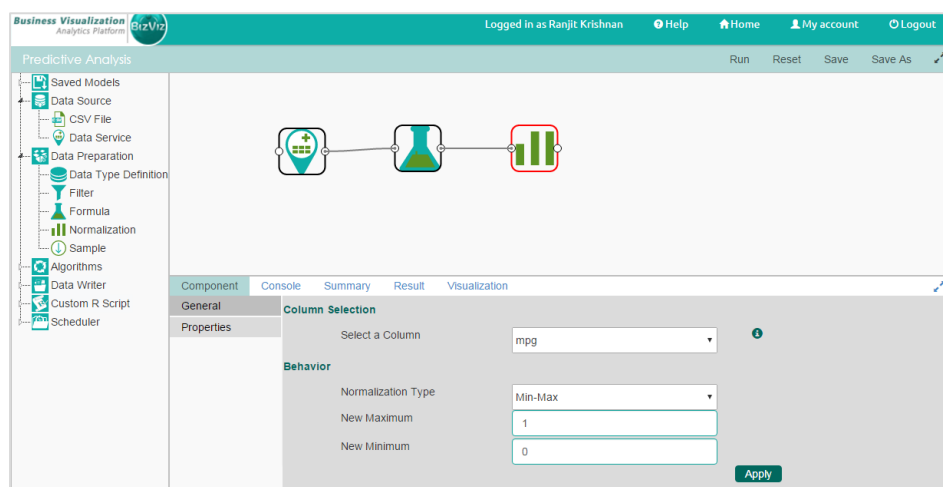 Business Visualization
Analytics Platform
BIZVIZ
Logged in as Ranjit Krishnan
Help
Home
My account
Logout
Predictive Analysis
Run
Reset
Save
Save As
Saved Models
Data Source
CSV File
Data Service
Data Preparation
Data Type Definition
Filter
Formula
Normalization
Sample
Algorithms
Data Writer
Custom R Script
Scheduler
Component
Console
Summary
Result
Visualization
General
Properties
Column Selection
Select a Column
mpg
Behavior
Normalization Type
Min-Max
New Maximum
1
New Minimum
0
Apply